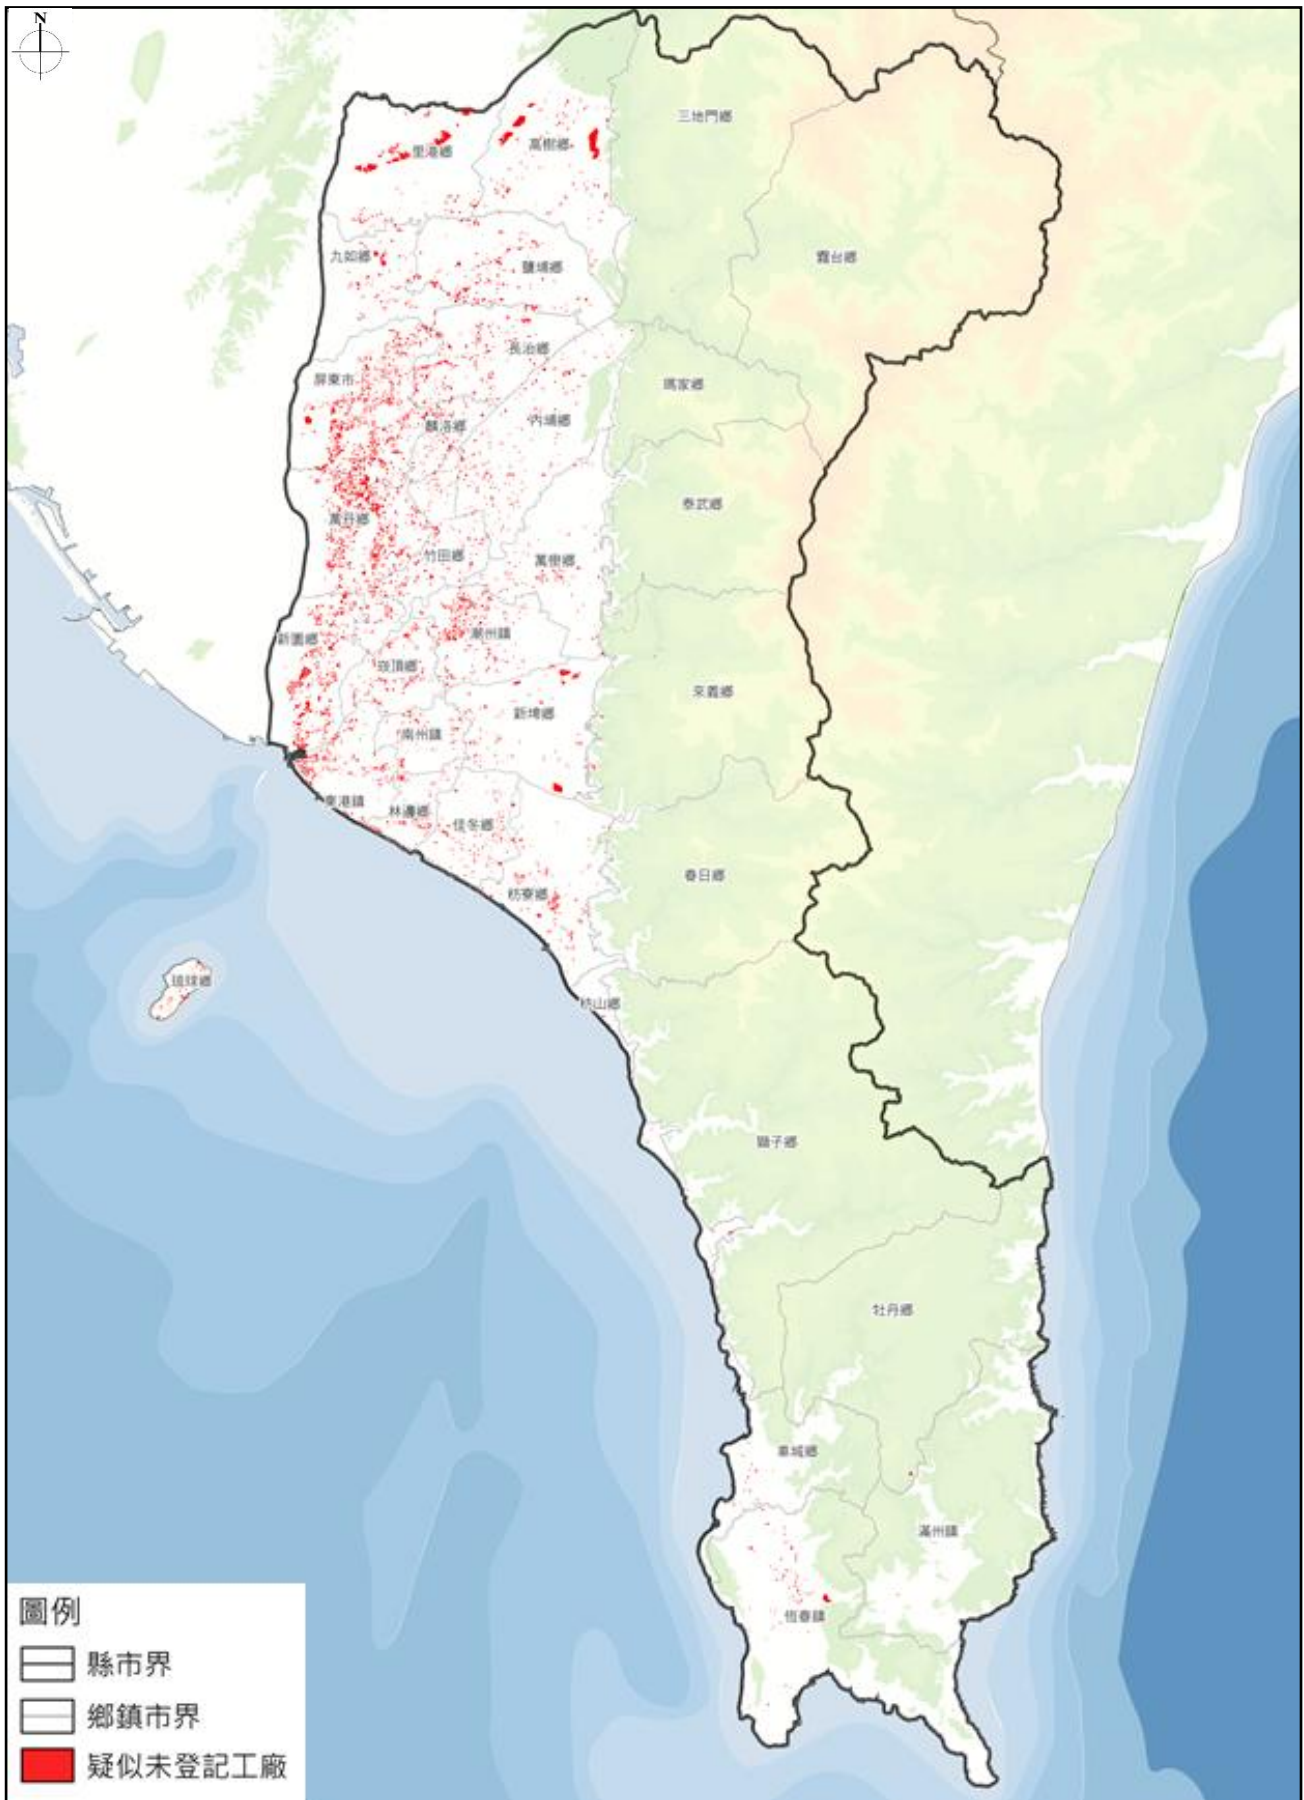 N
三地門鄉
里港鄉
高樹鄉
九如鄉
鹽埔鄉
霧台鄉
長治鄉
屏東市
瑪家鄉
麟洛鄉
內埔鄉
泰武鄉
萬丹鄉
竹田鄉
萬巒鄉
新園鄉
潮州鎮
崁頂鄉
來義鄉
新埤鄉
南州鎮
東港鎮
林邊鄉
佳冬鄉
春日鄉
枋寮鄉
琉球鄉
枋山鄉
獅子鄉
牡丹鄉
車城鄉
滿州鎮
恆春鎮
圖例
縣市界
鄉鎮市界
疑似未登記工廠